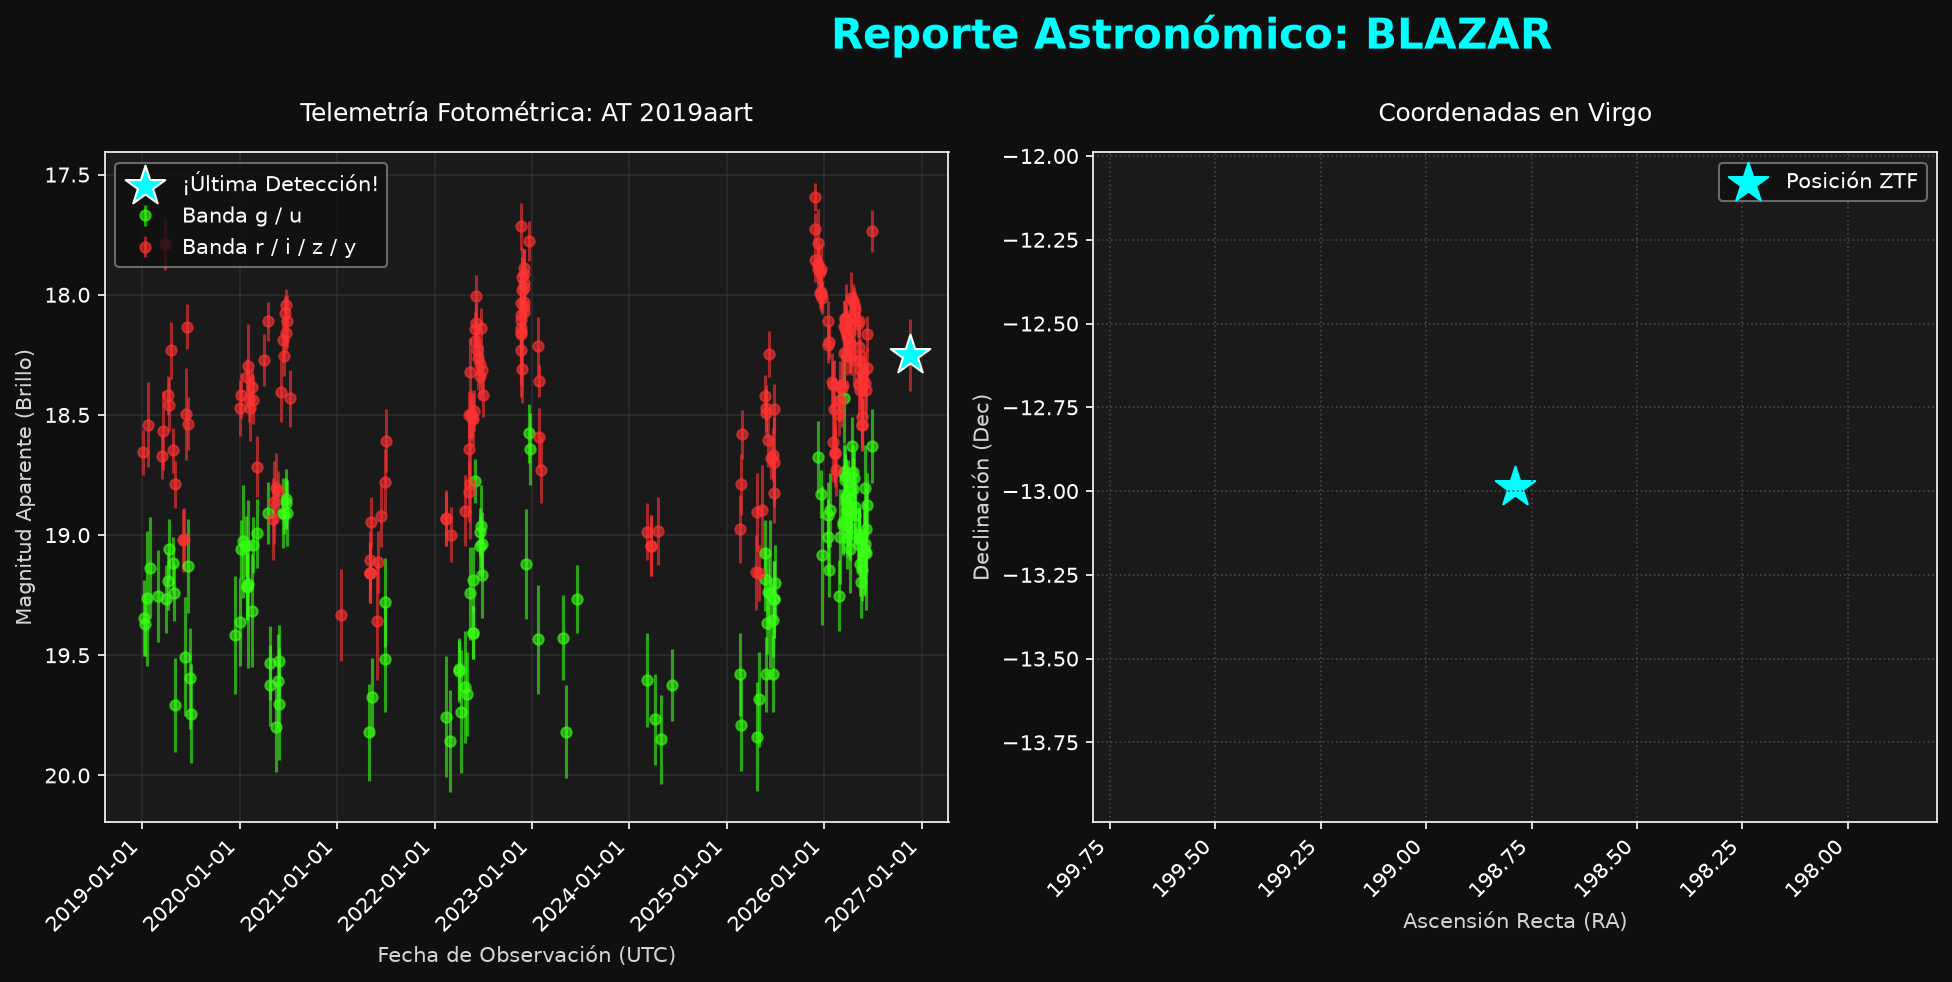 Reporte Astronómico: BLAZAR
Telemetría Fotométrica: AT 2019aart
¡Última Detección!
Banda g / u
Banda r / i / z / y
Magnitud Aparente (Brillo)
17.5
18.0
18.5
19.0
19.5
20.0
2019-01-01
2020-01-01
2021-01-01
2022-01-01
2023-01-01
2024-01-01
2025-01-01
2026-01-01
2027-01-01
Fecha de Observación (UTC)
Coordenadas en Virgo
Posición ZTF
Declinación (Dec)
−12.00
−12.25
−12.50
−12.75
−13.00
−13.25
−13.50
−13.75
199.75
199.50
199.25
199.00
198.75
198.50
198.25
198.00
Ascensión Recta (RA)